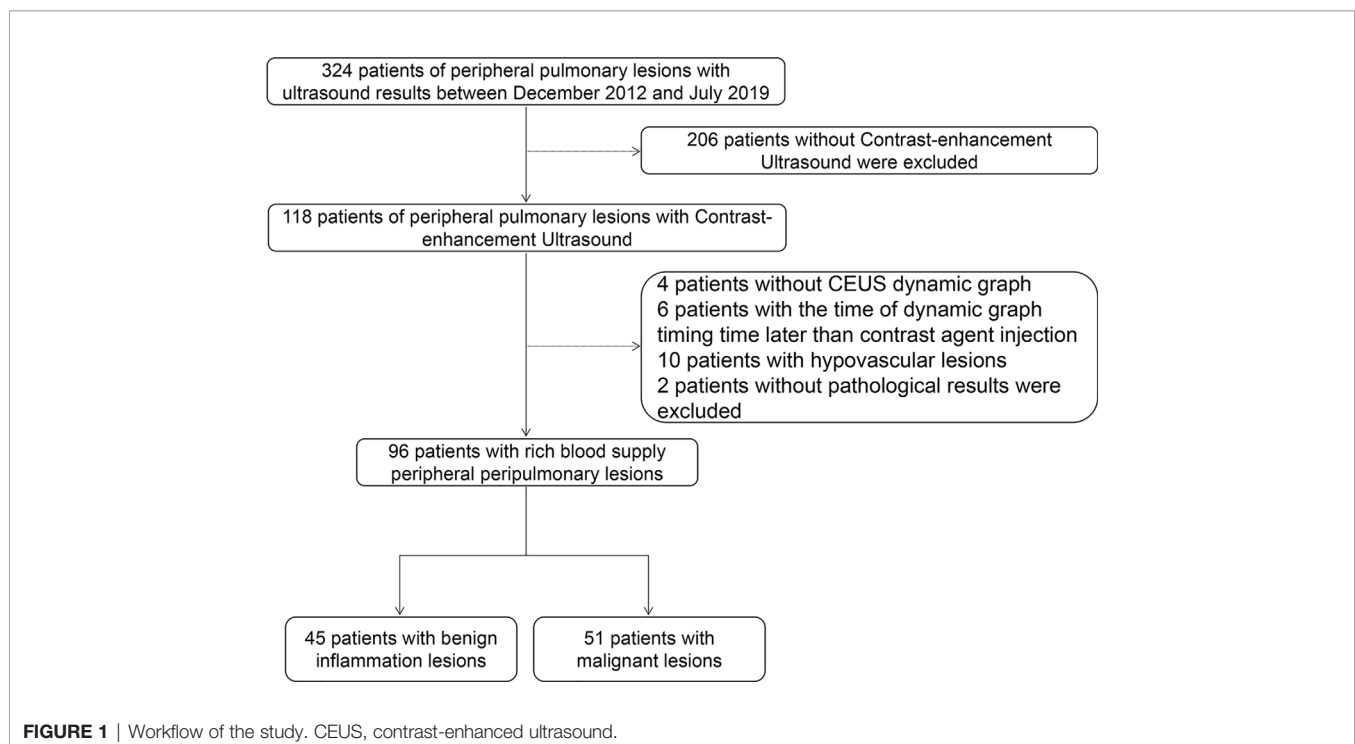 324 patients of peripheral pulmonary lesions with
ultrasound results between December 2012 and July 2019
206 patients without Contrast-enhancement
Ultrasound were excluded
118 patients of peripheral pulmonary lesions with Contrast-
enhancement Ultrasound
4 patients without CEUS dynamic graph
6 patients with the time of dynamic graph
timing time later than contrast agent injection
10 patients with hypovascular lesions
2 patients without pathological results were
excluded
96 patients with rich blood supply
peripheral peripulmonary lesions
45 patients with benign
inflammation lesions
51 patients with
malignant lesions
FIGURE 1 | Workflow of the study. CEUS, contrast-enhanced ultrasound.